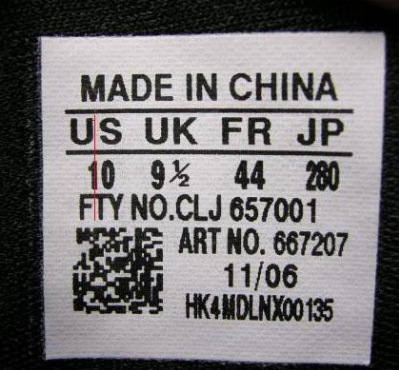 MADE IN CHINA
US UK FR JP
10 9½ 44 280
FTY NO.CLJ 657001
ART NO. 667207
11/06
HK4MDLNX00135